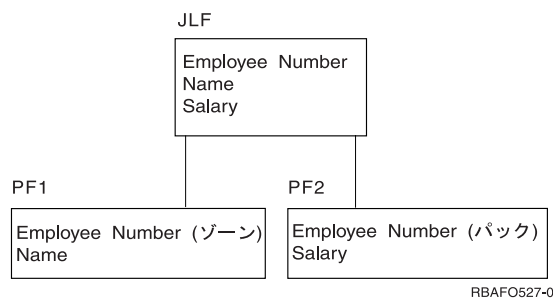 JLF
Employee Number
Name
Salary
PF1
Employee Number (ゾーン)
Name
PF2
Employee Number (パック)
Salary
RBAFO527-0